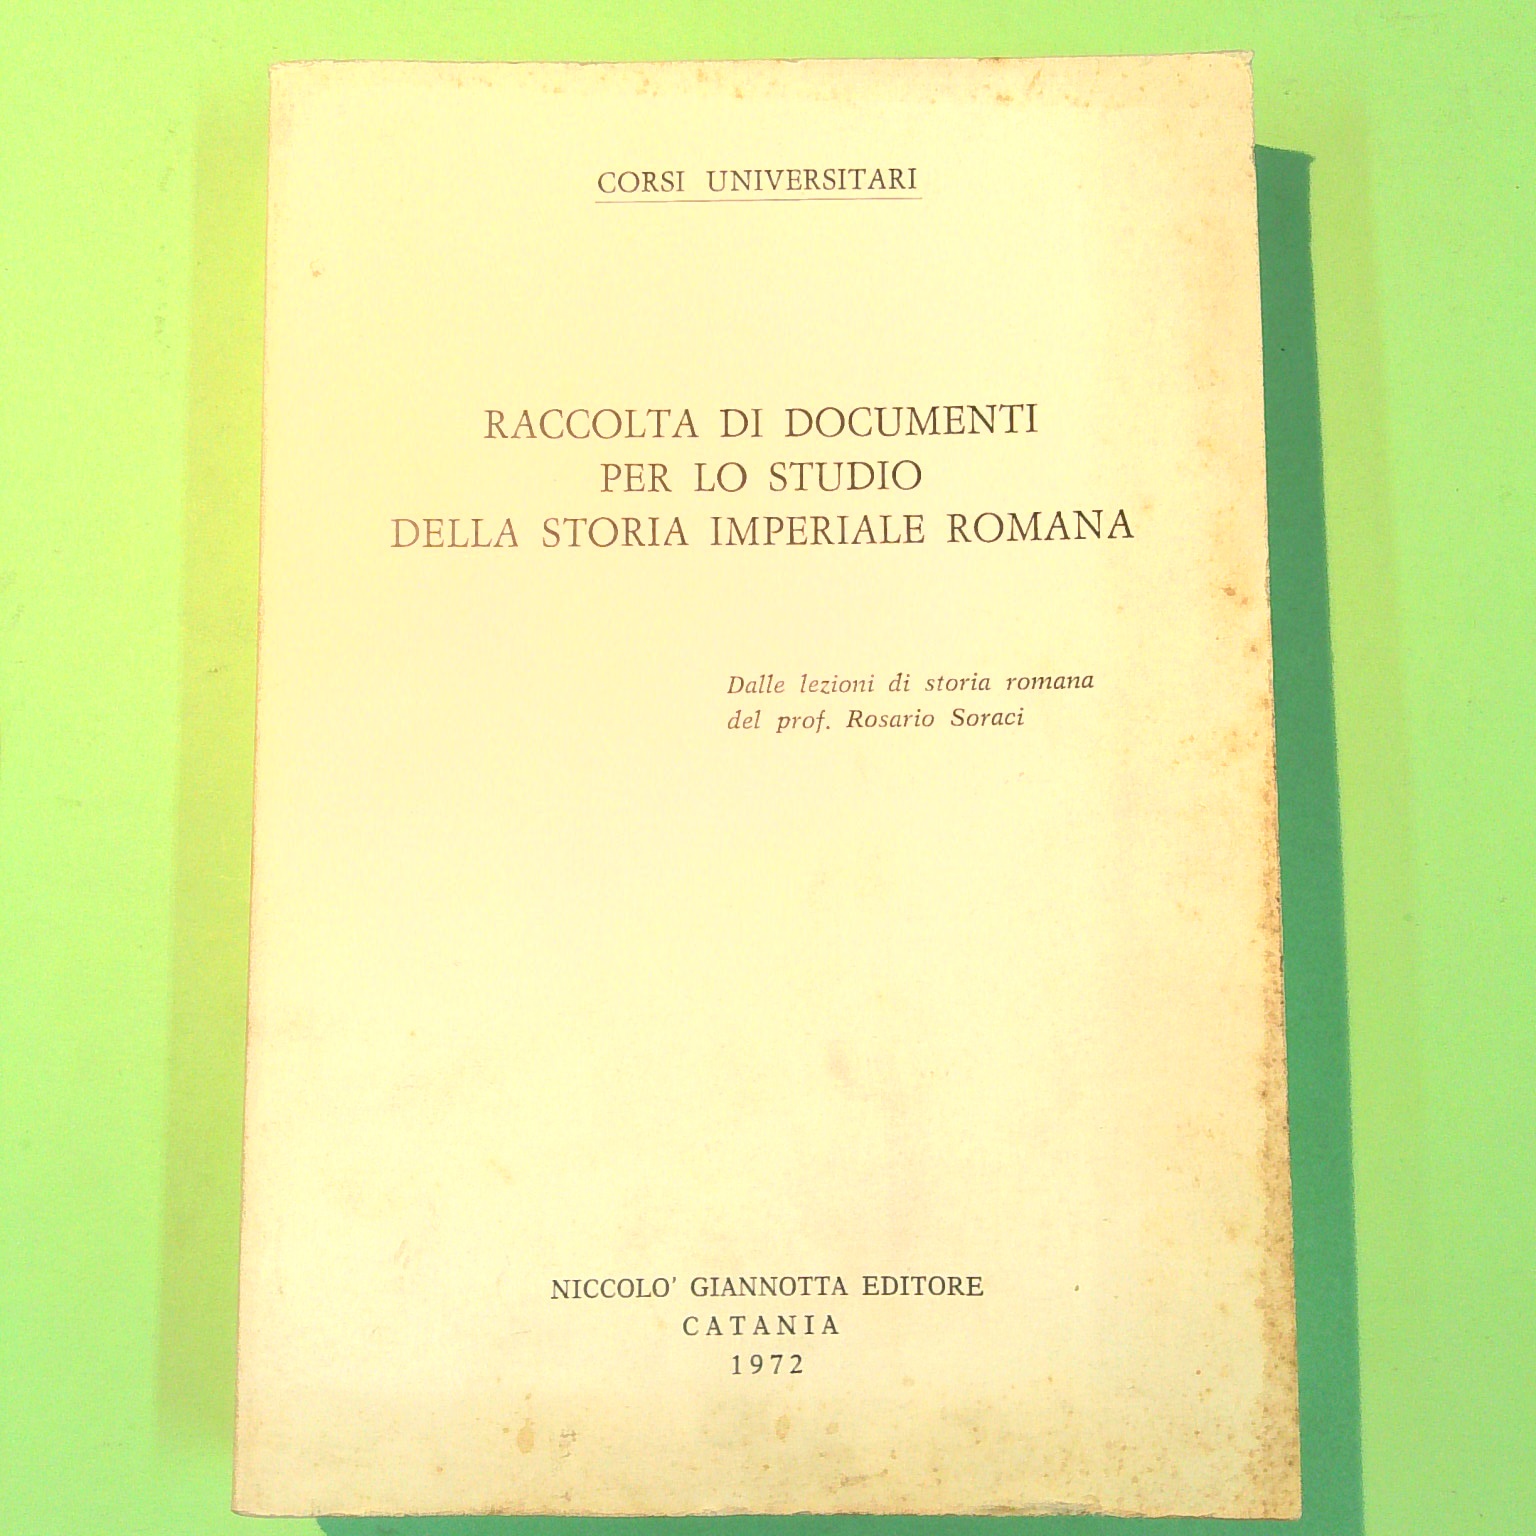 CORSI UNIVERSITARI
RACCOLTA DI DOCUMENTI
PER LO STUDIO
DELLA STORIA IMPERIALE ROMANA
Dalle lezioni di storia romana
del prof. Rosario Soraci
NICCOLO' GIANNOTTA EDITORE
CATANIA
1972